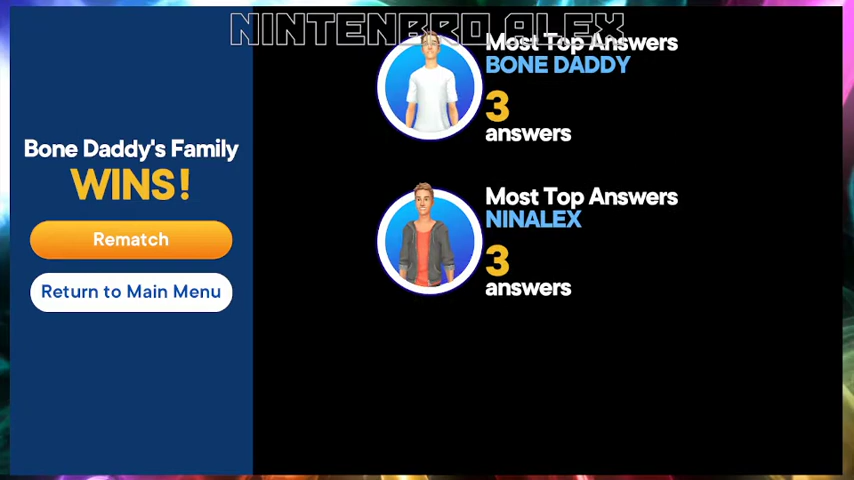 NINTENBRO ALEX
Most Top Answers
BONE DADDY
3
answers
Bone Daddy's Family
WINS!
Rematch
Return to Main Menu
Most Top Answers
NINALEX
3
answers